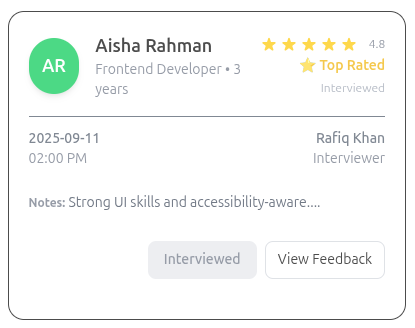 AR
Aisha Rahman
4.8
Frontend Developer • 3
years
Top Rated
Interviewed
2025-09-11
Rafiq Khan
02:00 PM
Interviewer
Notes: Strong UI skills and accessibility-aware....
Interviewed
View Feedback